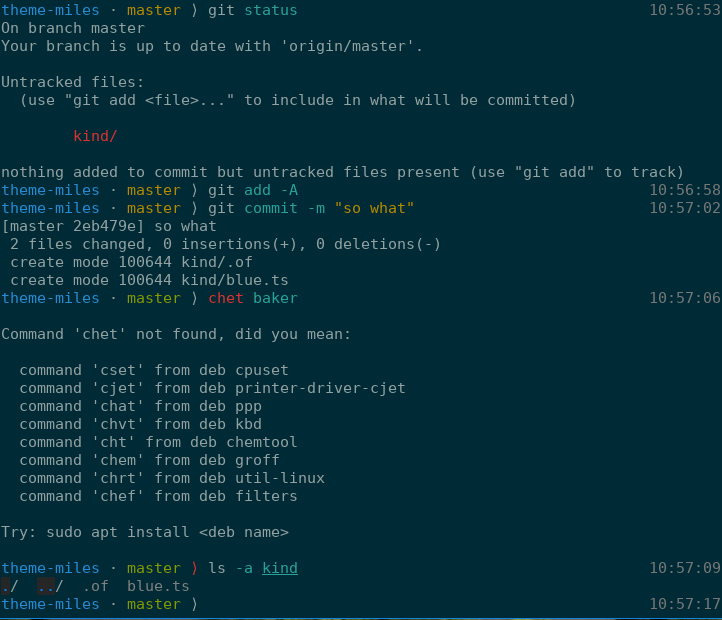 theme-miles · master ⟩ git status 10:56:53
On branch master
Your branch is up to date with 'origin/master'.
Untracked files:
(use "git add <file>..." to include in what will be committed)
kind/
nothing added to commit but untracked files present (use "git add" to track)
theme-miles · master ⟩ git add -A 10:56:58
theme-miles · master ⟩ git commit -m "so what" 10:57:02
[master 2eb479e] so what
2 files changed, 0 insertions(+), 0 deletions(-)
create mode 100644 kind/.of
create mode 100644 kind/blue.ts
theme-miles · master ⟩ chet baker 10:57:06
Command 'chet' not found, did you mean:
command 'cset' from deb cpuset
command 'cjet' from deb printer-driver-cjet
command 'chat' from deb ppp
command 'chvt' from deb kbd
command 'cht' from deb chemtool
command 'chem' from deb groff
command 'chrt' from deb util-linux
command 'chef' from deb filters
Try: sudo apt install <deb name>
theme-miles · master ⟩ ls -a kind 10:57:09
./ ../ .of blue.ts
theme-miles · master ⟩ 10:57:17